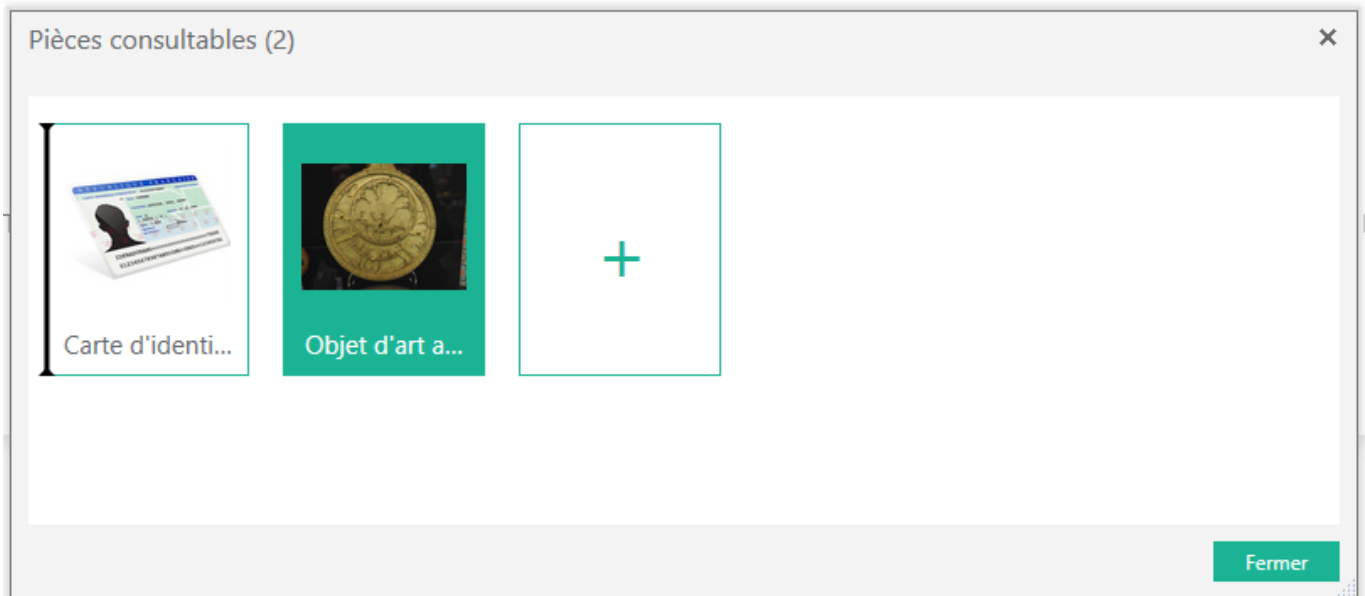 Pièces consultables (2)
Carte d'identi...
Objet d'art a...
Fermer